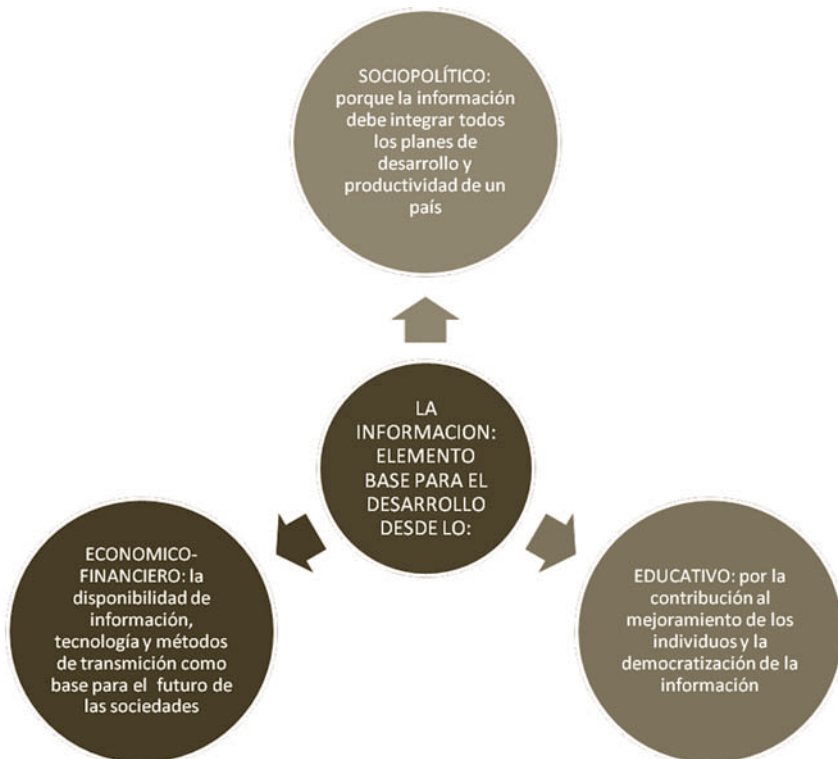 SOCIOPOLÍTICO:
porque la información
debe integrar todos
los planes de
desarrollo y
productividad de un
país
LA
INFORMACION:
ELEMENTO
BASE PARA EL
DESARROLLO
DESDE LO:
ECONOMICO-
FINANCIERO: la
disponibilidad de
información,
tecnología y métodos
de transmición como
base para el futuro de
las sociedades
EDUCATIVO: por la
contribución al
mejoramiento de los
individuos y la
democratización de la
información